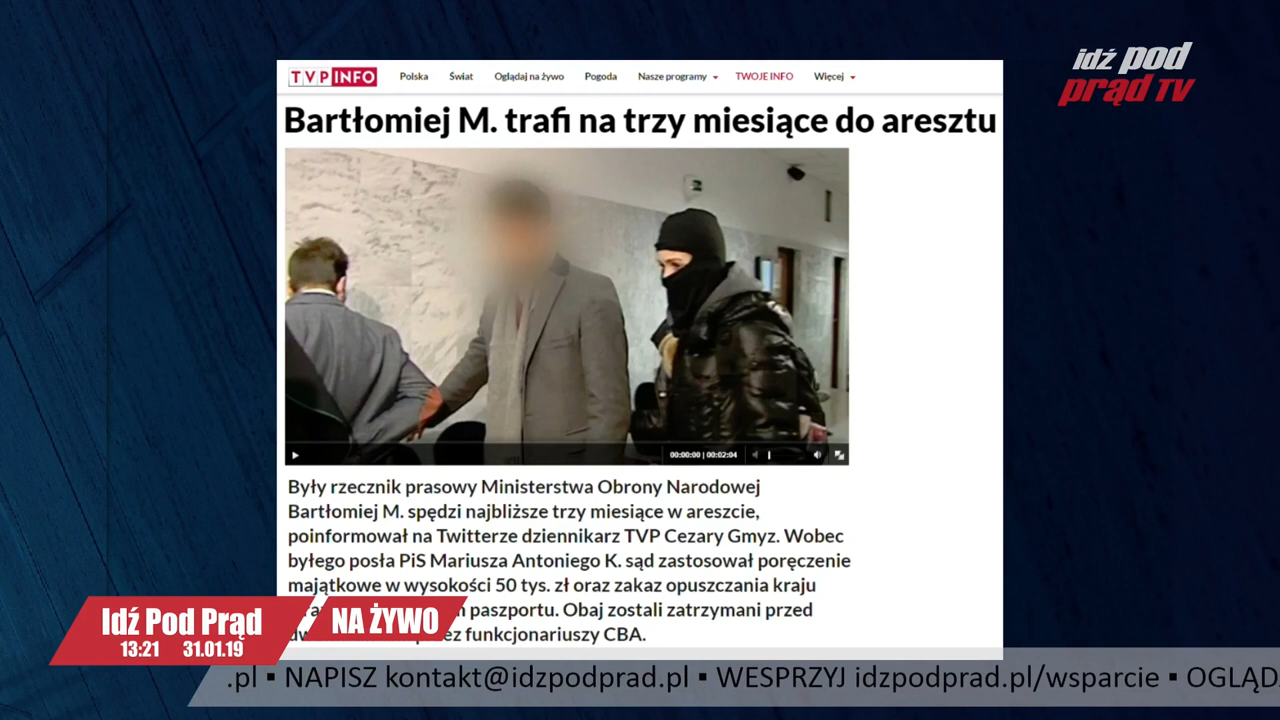 idź pod
prąd TV
TVP INFO Polska Świat Oglądaj na żywo Pogoda Nasze programy TWOJE INFO Więcej
Bartłomiej M. trafi na trzy miesiące do aresztu
00:00:00 | 00:02:04
Były rzecznik prasowy Ministerstwa Obrony Narodowej
Bartłomiej M. spędzi najbliższe trzy miesiące w areszcie,
poinformował na Twitterze dziennikarz TVP Cezary Gmyz. Wobec
byłego posła PiS Mariusza Antoniego K. sąd zastosował poręczenie
majątkowe w wysokości 50 tys. zł oraz zakaz opuszczania kraju
paszportu. Obaj zostali zatrzymani przed
funkcjonariuszy CBA.
Idź Pod Prąd NA ŻYWO
13:21 31.01.19
.pl ▪ NAPISZ kontakt@idzpodprad.pl ▪ WESPRZYJ idzpodprad.pl/wsparcie ▪ OGLĄD